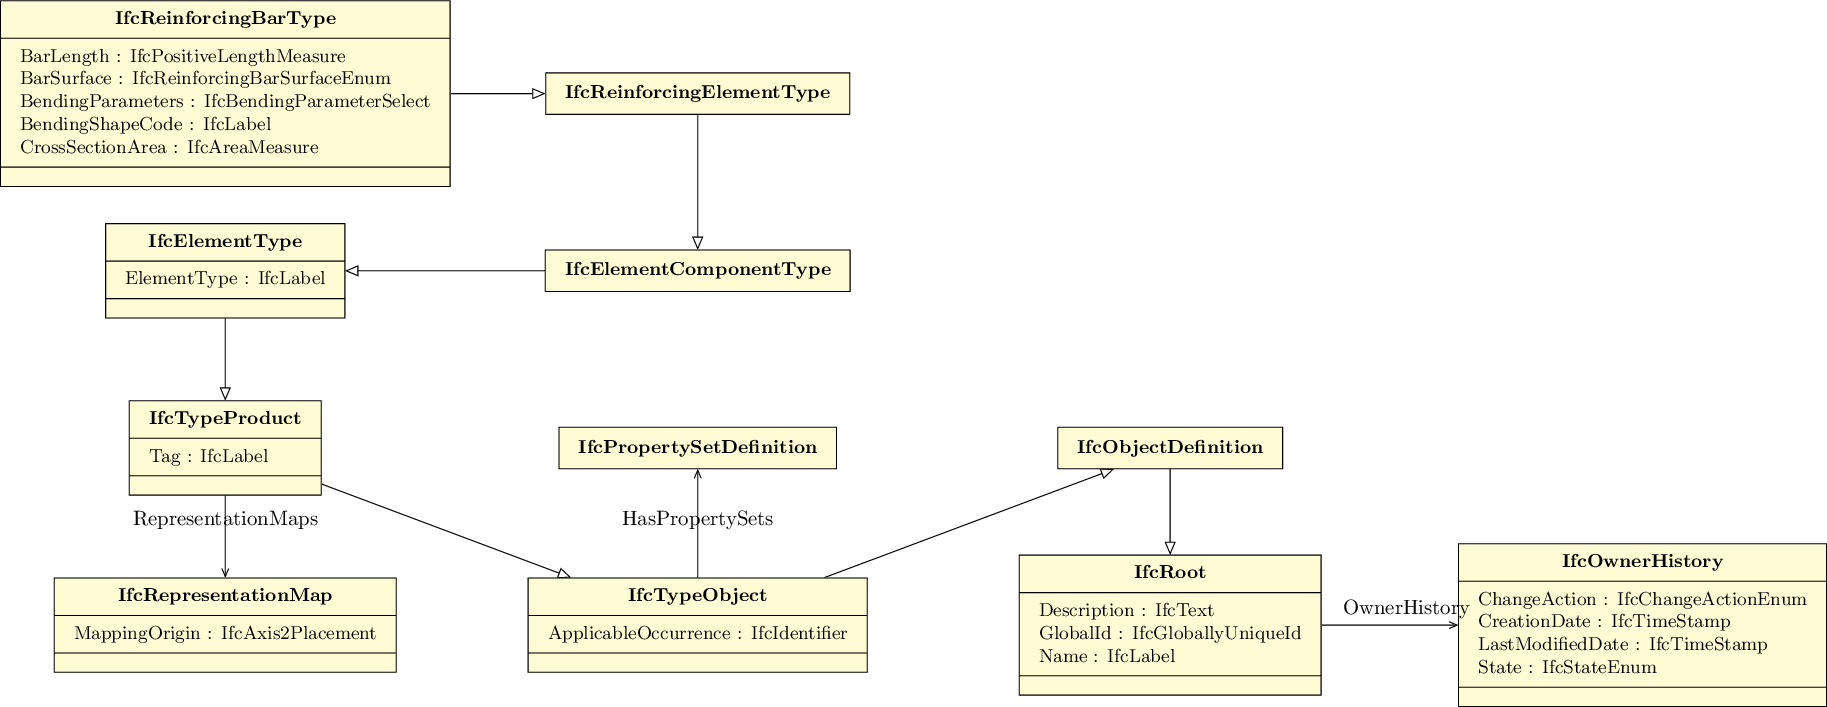 IfcReinforcingBarType
BarLength : IfcPositiveLengthMeasure
BarSurface : IfcReinforcingBarSurfaceEnum
BendingParameters : IfcBendingParameterSelect
BendingShapeCode : IfcLabel
CrossSectionArea : IfcAreaMeasure
IfcReinforcingElementType
IfcElementType
ElementType : IfcLabel
IfcElementComponentType
IfcTypeProduct
Tag : IfcLabel
IfcPropertySetDefinition
IfcObjectDefinition
RepresentationMaps
HasPropertySets
IfcRepresentationMap
MappingOrigin : IfcAxis2Placement
IfcTypeObject
ApplicableOccurrence : IfcIdentifier
IfcRoot
Description : IfcText
GlobalId : IfcGloballyUniqueId
Name : IfcLabel
OwnerHistory
IfcOwnerHistory
ChangeAction : IfcChangeActionEnum
CreationDate : IfcTimeStamp
LastModifiedDate : IfcTimeStamp
State : IfcStateEnum